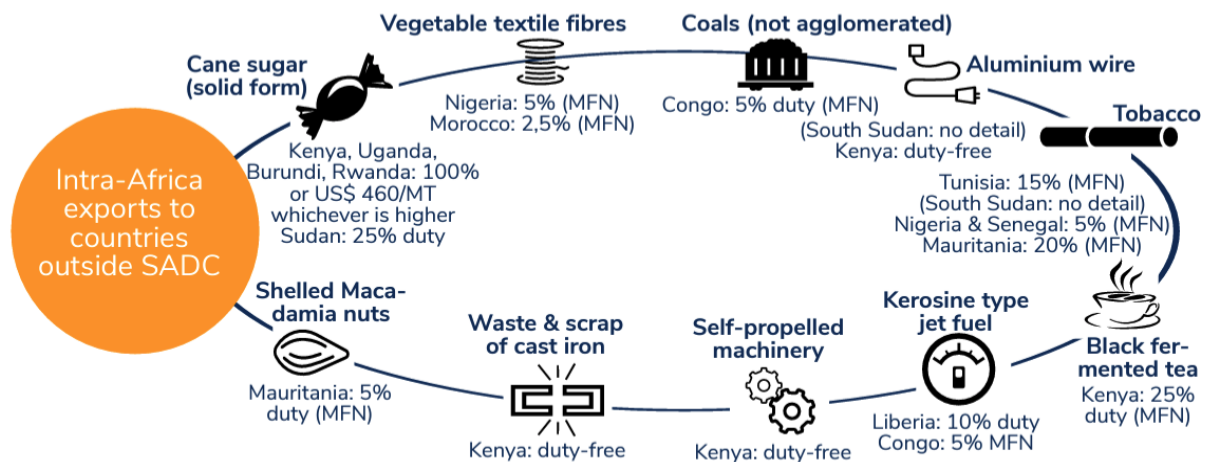 Intra-Africa
exports to
countries
outside SADC
Cane sugar
(solid form)
Kenya, Uganda,
Burundi, Rwanda: 100%
or US$ 460/MT
whichever is higher
Sudan: 25% duty
Vegetable textile fibres
Nigeria: 5% (MFN)
Morocco: 2,5% (MFN)
Coals (not agglomerated)
Congo: 5% duty (MFN)
Aluminium wire
(South Sudan: no detail)
Kenya: duty-free
Tobacco
Tunisia: 15% (MFN)
(South Sudan: no detail)
Nigeria & Senegal: 5% (MFN)
Mauritania: 20% (MFN)
Black fer-
mented tea
Kenya: 25%
duty (MFN)
Kerosine type
jet fuel
Liberia: 10% duty
Congo: 5% MFN
Self-propelled
machinery
Kenya: duty-free
Waste & scrap
of cast iron
Kenya: duty-free
Shelled Maca-
damia nuts
Mauritania: 5%
duty (MFN)